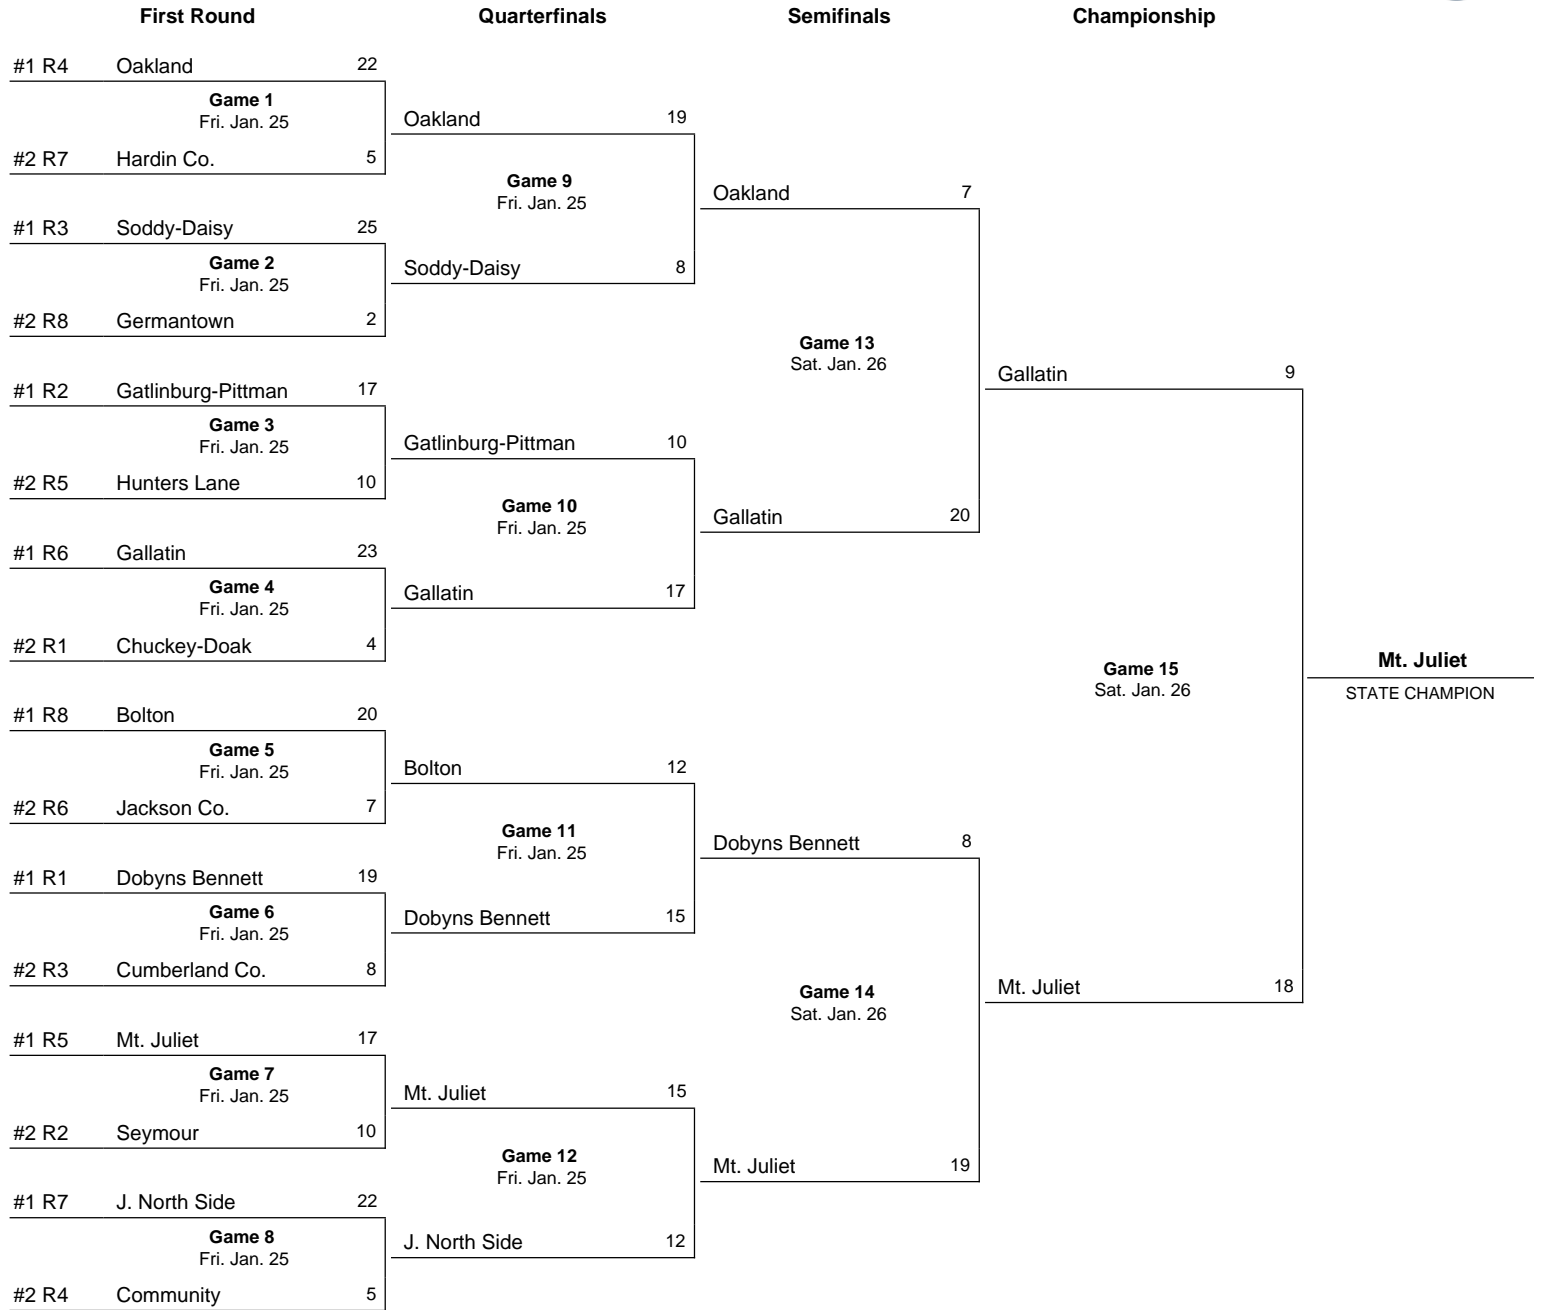 First Round Quarterfinals Semifinals Championship
#1 R4 Oakland 22
Game 1
Fri. Jan. 25
#2 R7 Hardin Co. 5
#1 R3 Soddy-Daisy 25
Game 2
Fri. Jan. 25
#2 R8 Germantown 2
#1 R2 Gatlinburg-Pittman 17
Game 3
Fri. Jan. 25
#2 R5 Hunters Lane 10
#1 R6 Gallatin 23
Game 4
Fri. Jan. 25
#2 R1 Chuckey-Doak 4
#1 R8 Bolton 20
Game 5
Fri. Jan. 25
#2 R6 Jackson Co. 7
#1 R1 Dobyns Bennett 19
Game 6
Fri. Jan. 25
#2 R3 Cumberland Co. 8
#1 R5 Mt. Juliet 17
Game 7
Fri. Jan. 25
#2 R2 Seymour 10
#1 R7 J. North Side 22
Game 8
Fri. Jan. 25
#2 R4 Community 5
Oakland 19
Game 9
Fri. Jan. 25
Soddy-Daisy 8
Gatlinburg-Pittman 10
Game 10
Fri. Jan. 25
Gallatin 17
Bolton 12
Game 11
Fri. Jan. 25
Dobyns Bennett 15
Mt. Juliet 15
Game 12
Fri. Jan. 25
J. North Side 12
Oakland 7
Game 13
Sat. Jan. 26
Gallatin 20
Dobyns Bennett 8
Game 14
Sat. Jan. 26
Mt. Juliet 19
Gallatin 9
Game 15
Sat. Jan. 26
Mt. Juliet 18
Mt. Juliet
STATE CHAMPION